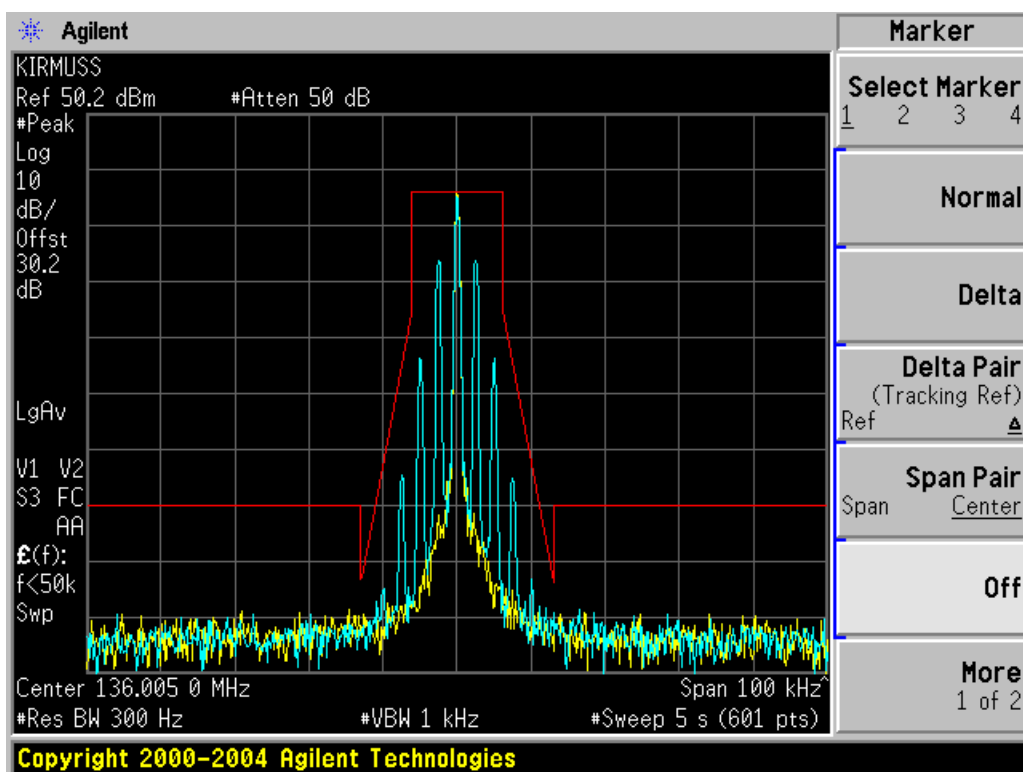 Agilent
KIRMUSS
Ref 50.2 dBm #Atten 50 dB
#Peak
Log
10
dB/
Offst
30.2
dB
LgAv
V1 V2
S3 FC
AA
£(f):
f<50k
Swp
Center 136.005 0 MHz Span 100 kHz^
#Res BW 300 Hz #VBW 1 kHz #Sweep 5 s (601 pts)
Copyright 2000-2004 Agilent Technologies
Marker
Select Marker
1 2 3 4
Normal
Delta
Delta Pair
(Tracking Ref)
Ref Δ
Span Pair
Span Center
Off
More
1 of 2